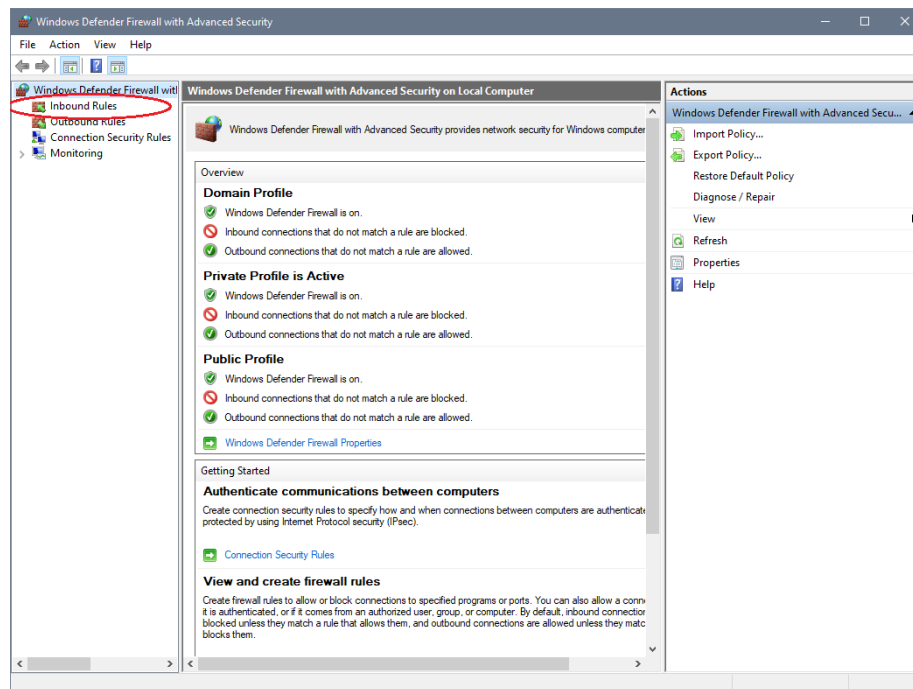 Windows Defender Firewall with Advanced Security
File Action View Help
Windows Defender Firewall witl
Inbound Rules
Outbound Rules
Connection Security Rules
Monitoring
Windows Defender Firewall with Advanced Security on Local Computer
Windows Defender Firewall with Advanced Security provides network security for Windows computer
Overview
Domain Profile
Windows Defender Firewall is on.
Inbound connections that do not match a rule are blocked.
Outbound connections that do not match a rule are allowed.
Private Profile is Active
Windows Defender Firewall is on.
Inbound connections that do not match a rule are blocked.
Outbound connections that do not match a rule are allowed.
Public Profile
Windows Defender Firewall is on.
Inbound connections that do not match a rule are blocked.
Outbound connections that do not match a rule are allowed.
Windows Defender Firewall Properties
Getting Started
Authenticate communications between computers
Create connection security rules to specify how and when connections between computers are authenticate
protected by using Internet Protocol security (IPsec).
Connection Security Rules
View and create firewall rules
Create firewall rules to allow or block connections to specified programs or ports. You can also allow a conn
it is authenticated, or if it comes from an authorized user, group, or computer. By default, inbound connection
blocked unless they match a rule that allows them, and outbound connections are allowed unless they matc
blocks them.
Actions
Windows Defender Firewall with Advanced Secu...
Import Policy...
Export Policy...
Restore Default Policy
Diagnose / Repair
View
Refresh
Properties
Help